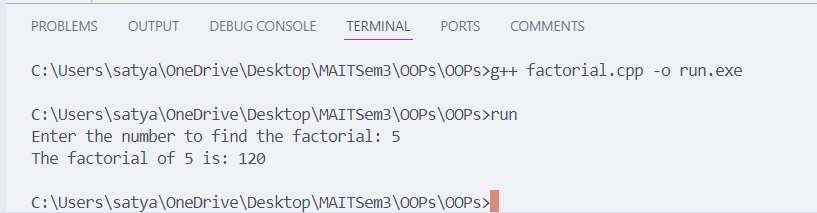 PROBLEMS OUTPUT DEBUG CONSOLE TERMINAL PORTS COMMENTS
C:\Users\satya\OneDrive\Desktop\MAITSem3\OOPs\OOPs>g++ factorial.cpp -o run.exe
C:\Users\satya\OneDrive\Desktop\MAITSem3\OOPs\OOPs>run
Enter the number to find the factorial: 5
The factorial of 5 is: 120
C:\Users\satya\OneDrive\Desktop\MAITSem3\OOPs\OOPs>